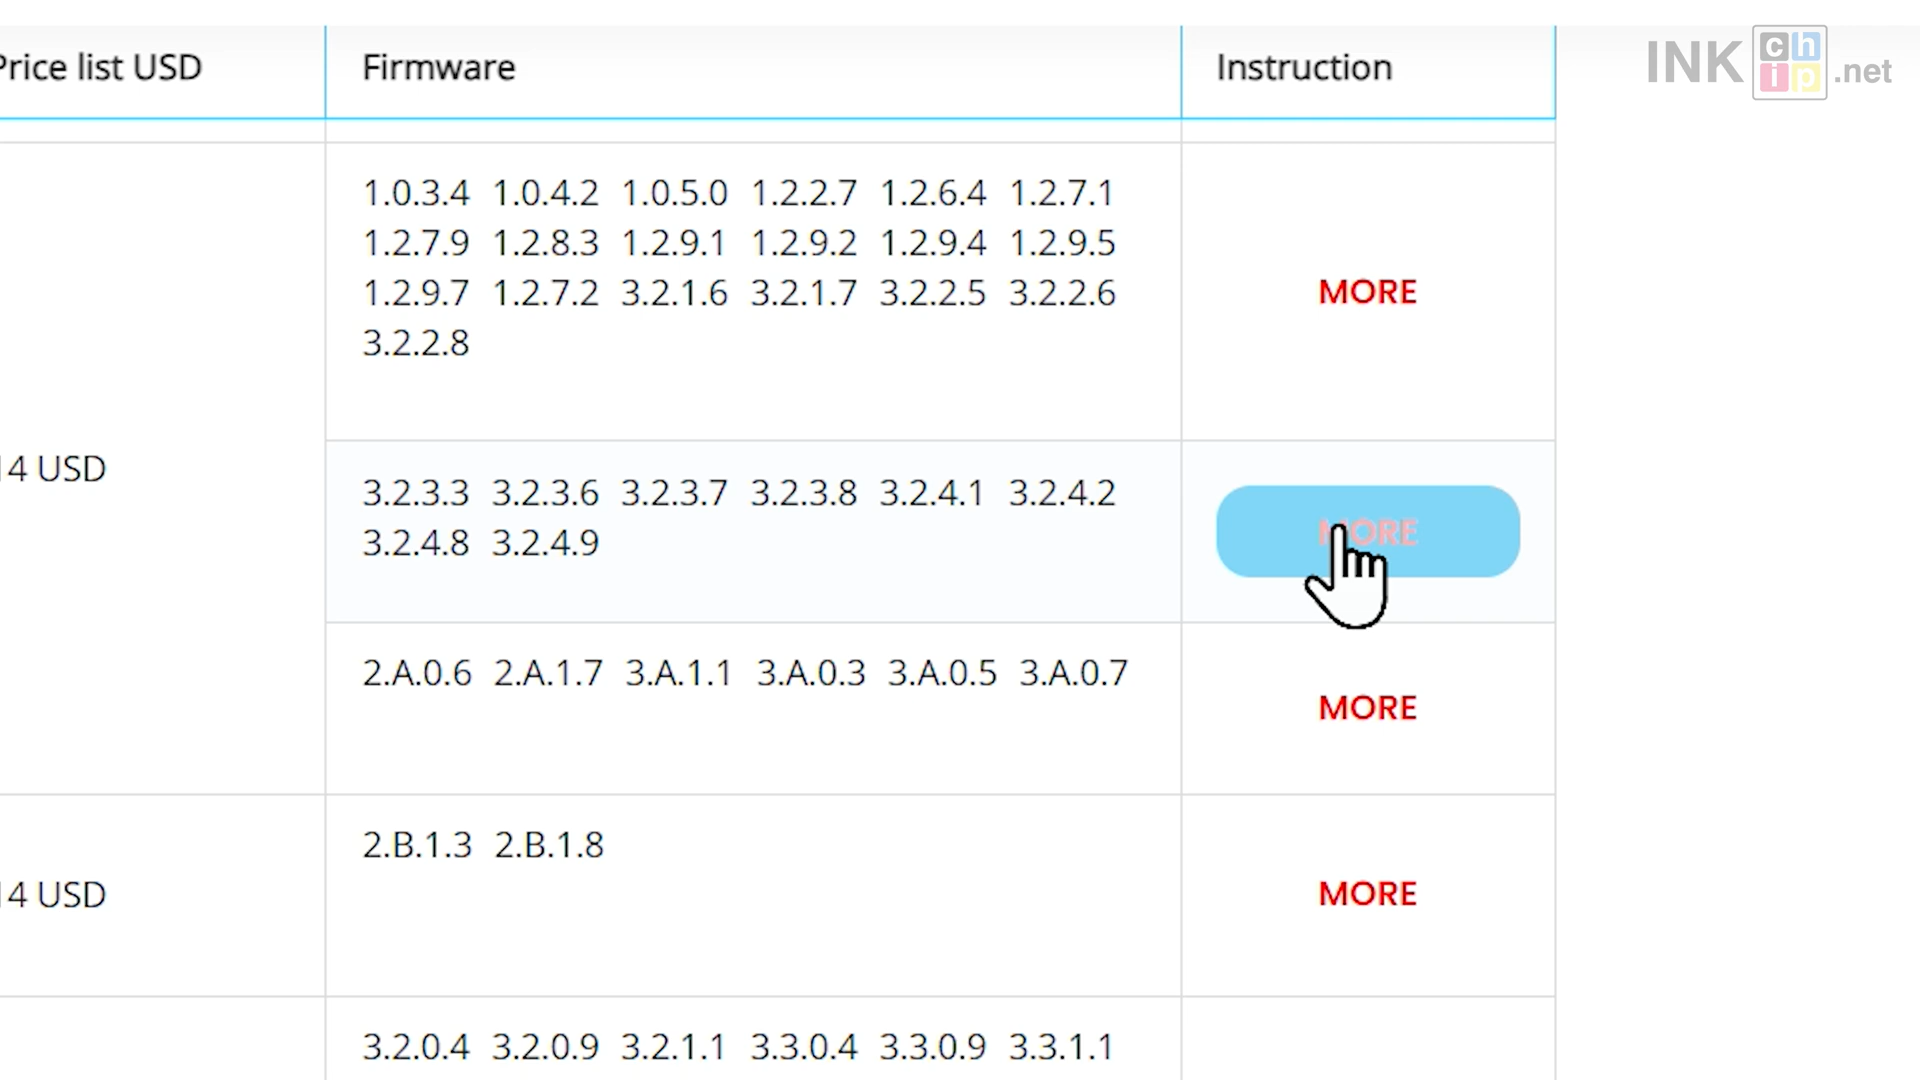 Price list USD
Firmware
Instruction
INK chip.net
1.0.3.4 1.0.4.2 1.0.5.0 1.2.2.7 1.2.6.4 1.2.7.1
1.2.7.9 1.2.8.3 1.2.9.1 1.2.9.2 1.2.9.4 1.2.9.5
1.2.9.7 1.2.7.2 3.2.1.6 3.2.1.7 3.2.2.5 3.2.2.6
3.2.2.8
MORE
14 USD
3.2.3.3 3.2.3.6 3.2.3.7 3.2.3.8 3.2.4.1 3.2.4.2
3.2.4.8 3.2.4.9
MORE
2.A.0.6 2.A.1.7 3.A.1.1 3.A.0.3 3.A.0.5 3.A.0.7
MORE
14 USD
2.B.1.3 2.B.1.8
MORE
3.2.0.4 3.2.0.9 3.2.1.1 3.3.0.4 3.3.0.9 3.3.1.1